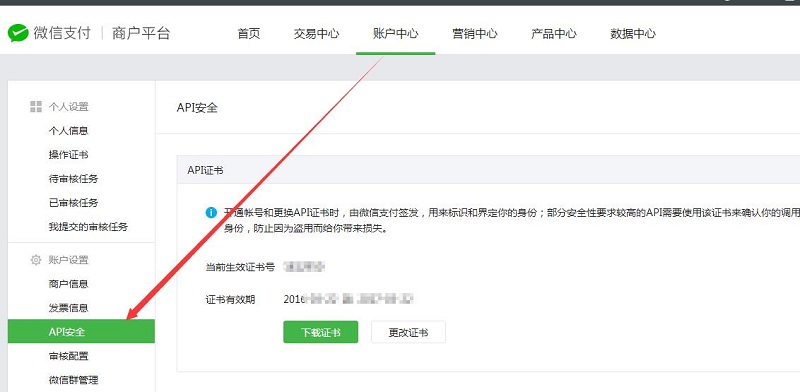 微信支付 | 商户平台
首页 交易中心 账户中心 营销中心 产品中心 数据中心
个人设置
个人信息
操作证书
待审核任务
已审核任务
我提交的审核任务
账户设置
商户信息
发票信息
API安全
审核配置
微信群管理
API安全
API证书
开通帐号和更换API证书时，由微信支付签发，用来标识和界定你的身份；部分安全性要求较高的API需要使用该证书来确认你的调用
身份，防止因为盗用而给你带来损失。
当前生效证书号
证书有效期 2016
下载证书 更改证书